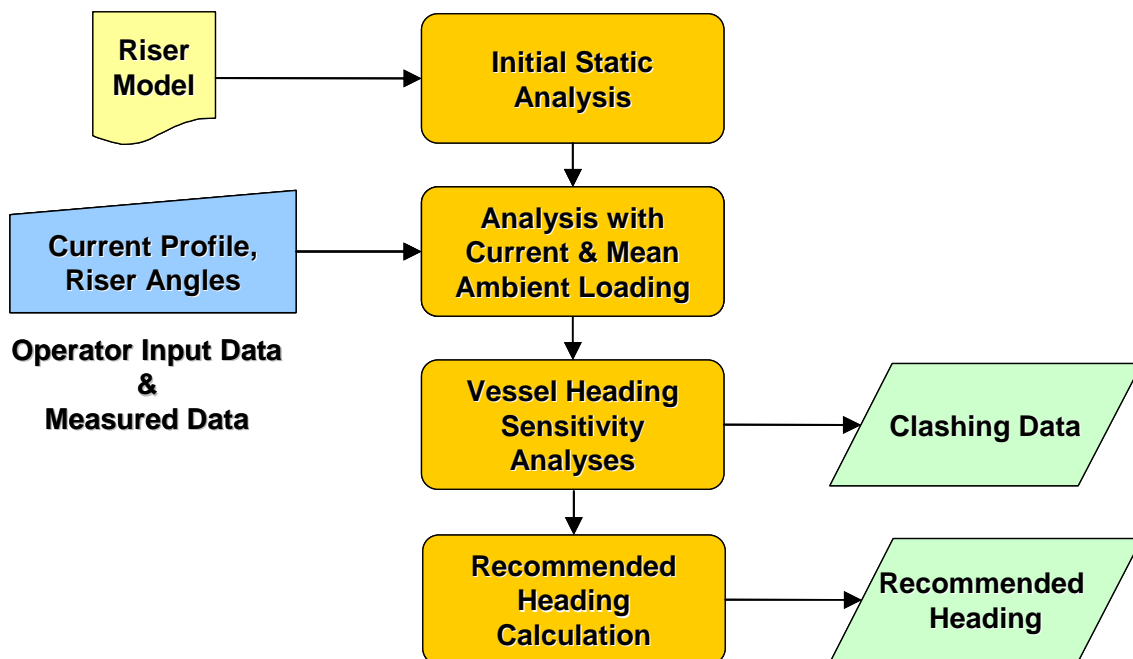 Riser
Model
Initial Static
Analysis
Current Profile,
Riser Angles
Analysis with
Current & Mean
Ambient Loading
Operator Input Data
&
Measured Data
Vessel Heading
Sensitivity
Analyses
Clashing Data
Recommended
Heading
Calculation
Recommended
Heading